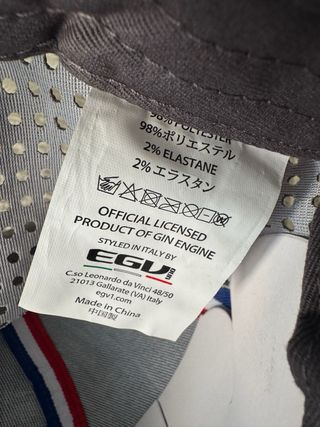 98% POLYESTER
98%ポリエステル
2% ELASTANE
2% エラスタン
OFFICIAL LICENSED
PRODUCT OF GIN ENGINE
STYLED IN ITALY BY
EGV
C.so Leonardo da Vinci 48/50
21013 Gallarate (VA) Italy
egv1.com
Made in China
中国製